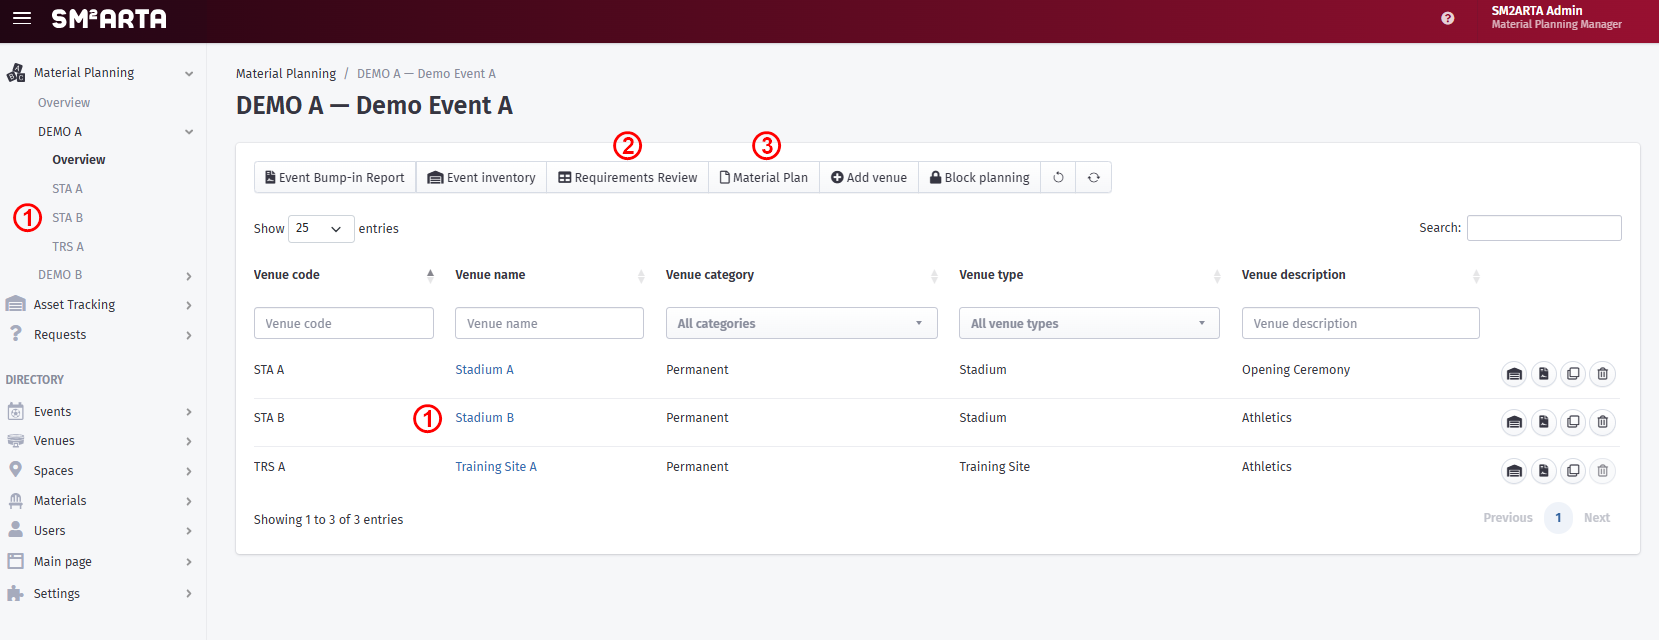 SM²ARTA
SM2ARTA Admin
Material Planning Manager
Material Planning
Overview
DEMO A
Overview
STA A
1 STA B
TRS A
DEMO B
Asset Tracking
Requests
DIRECTORY
Events
Venues
Spaces
Materials
Users
Main page
Settings
Material Planning / DEMO A — Demo Event A
DEMO A — Demo Event A
2 3
Event Bump-in Report Event inventory Requirements Review Material Plan Add venue Block planning
Show 25 entries Search:
Venue code Venue name Venue category Venue type Venue description
Venue code Venue name All categories All venue types Venue description
STA A Stadium A Permanent Stadium Opening Ceremony
STA B 1 Stadium B Permanent Stadium Athletics
TRS A Training Site A Permanent Training Site Athletics
Showing 1 to 3 of 3 entries Previous 1 Next